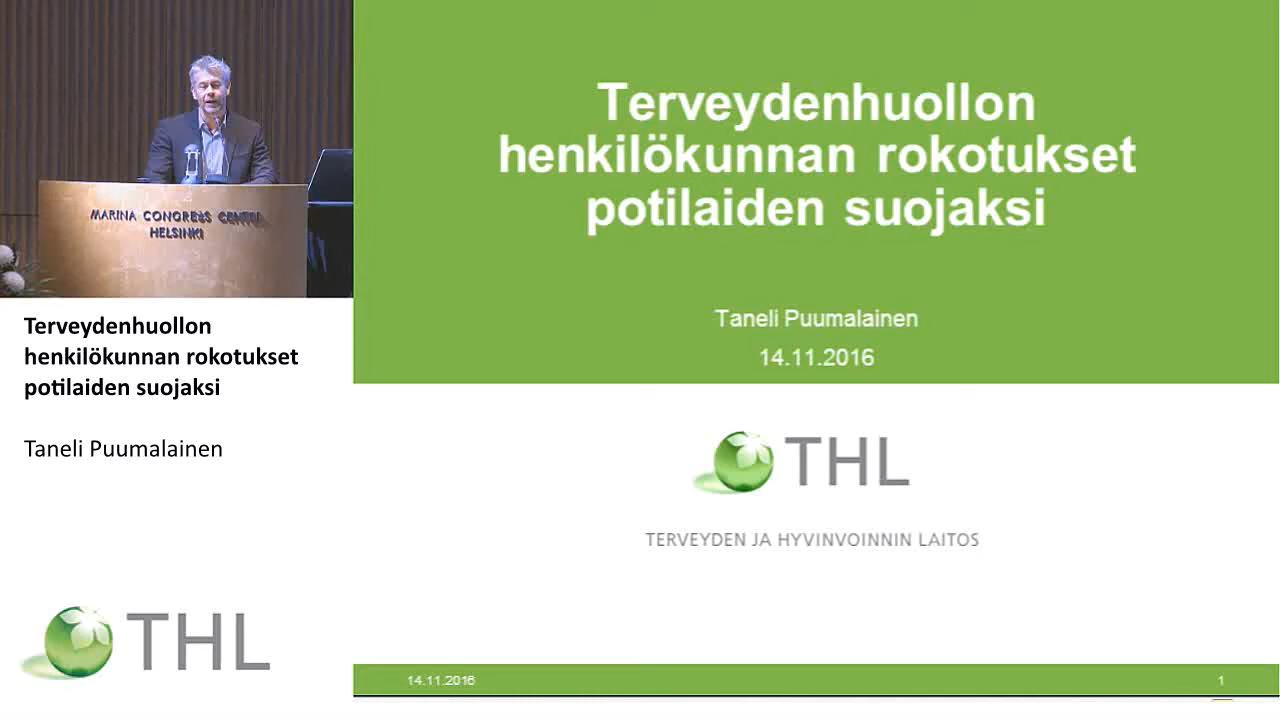 MARINA CONGRESS CENTER
HELSINKI
Terveydenhuollon
henkilökunnan rokotukset
potilaiden suojaksi
Taneli Puumalainen
THL
Terveydenhuollon
henkilökunnan rokotukset
potilaiden suojaksi
Taneli Puumalainen
14.11.2016
THL
TERVEYDEN JA HYVINVOINNIN LAITOS
14.11.2016
1